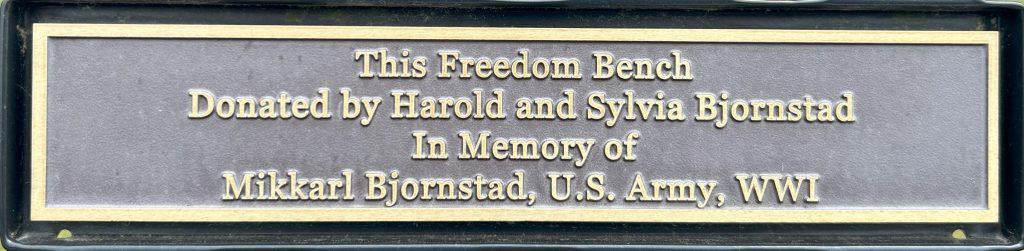 This Freedom Bench
Donated by Harold and Sylvia Bjornstad
In Memory of
Mikkarl Bjornstad, U.S. Army, WWI